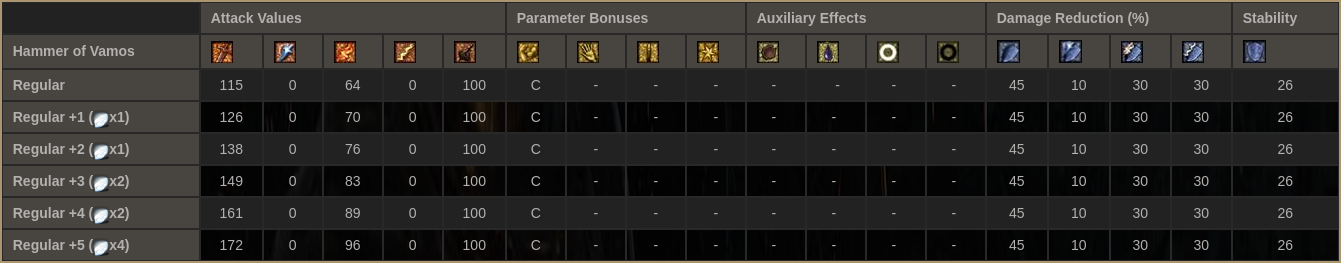 Attack Values Parameter Bonuses Auxiliary Effects Damage Reduction (%) Stability
Hammer of Vamos
Regular 115 0 64 0 100 C - - - - - - - 45 10 30 30 26
Regular +1 (x1) 126 0 70 0 100 C - - - - - - - 45 10 30 30 26
Regular +2 (x1) 138 0 76 0 100 C - - - - - - - 45 10 30 30 26
Regular +3 (x2) 149 0 83 0 100 C - - - - - - - 45 10 30 30 26
Regular +4 (x2) 161 0 89 0 100 C - - - - - - - 45 10 30 30 26
Regular +5 (x4) 172 0 96 0 100 C - - - - - - - 45 10 30 30 26